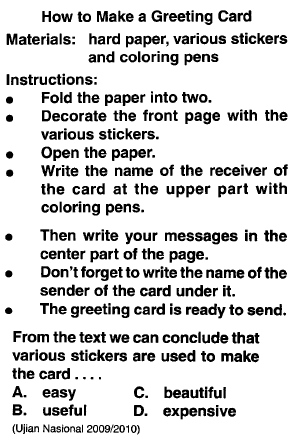 How to Make a Greeting Card
Materials: hard paper, various stickers
and coloring pens
Instructions:
• Fold the paper into two.
• Decorate the front page with the
various stickers.
• Open the paper.
• Write the name of the receiver of
the card at the upper part with
coloring pens.
• Then write your messages in the
center part of the page.
• Don't forget to write the name of the
sender of the card under it.
• The greeting card is ready to send.
From the text we can conclude that
various stickers are used to make
the card . . . .
A. easy C. beautiful
B. useful D. expensive
(Ujian Nasional 2009/2010)